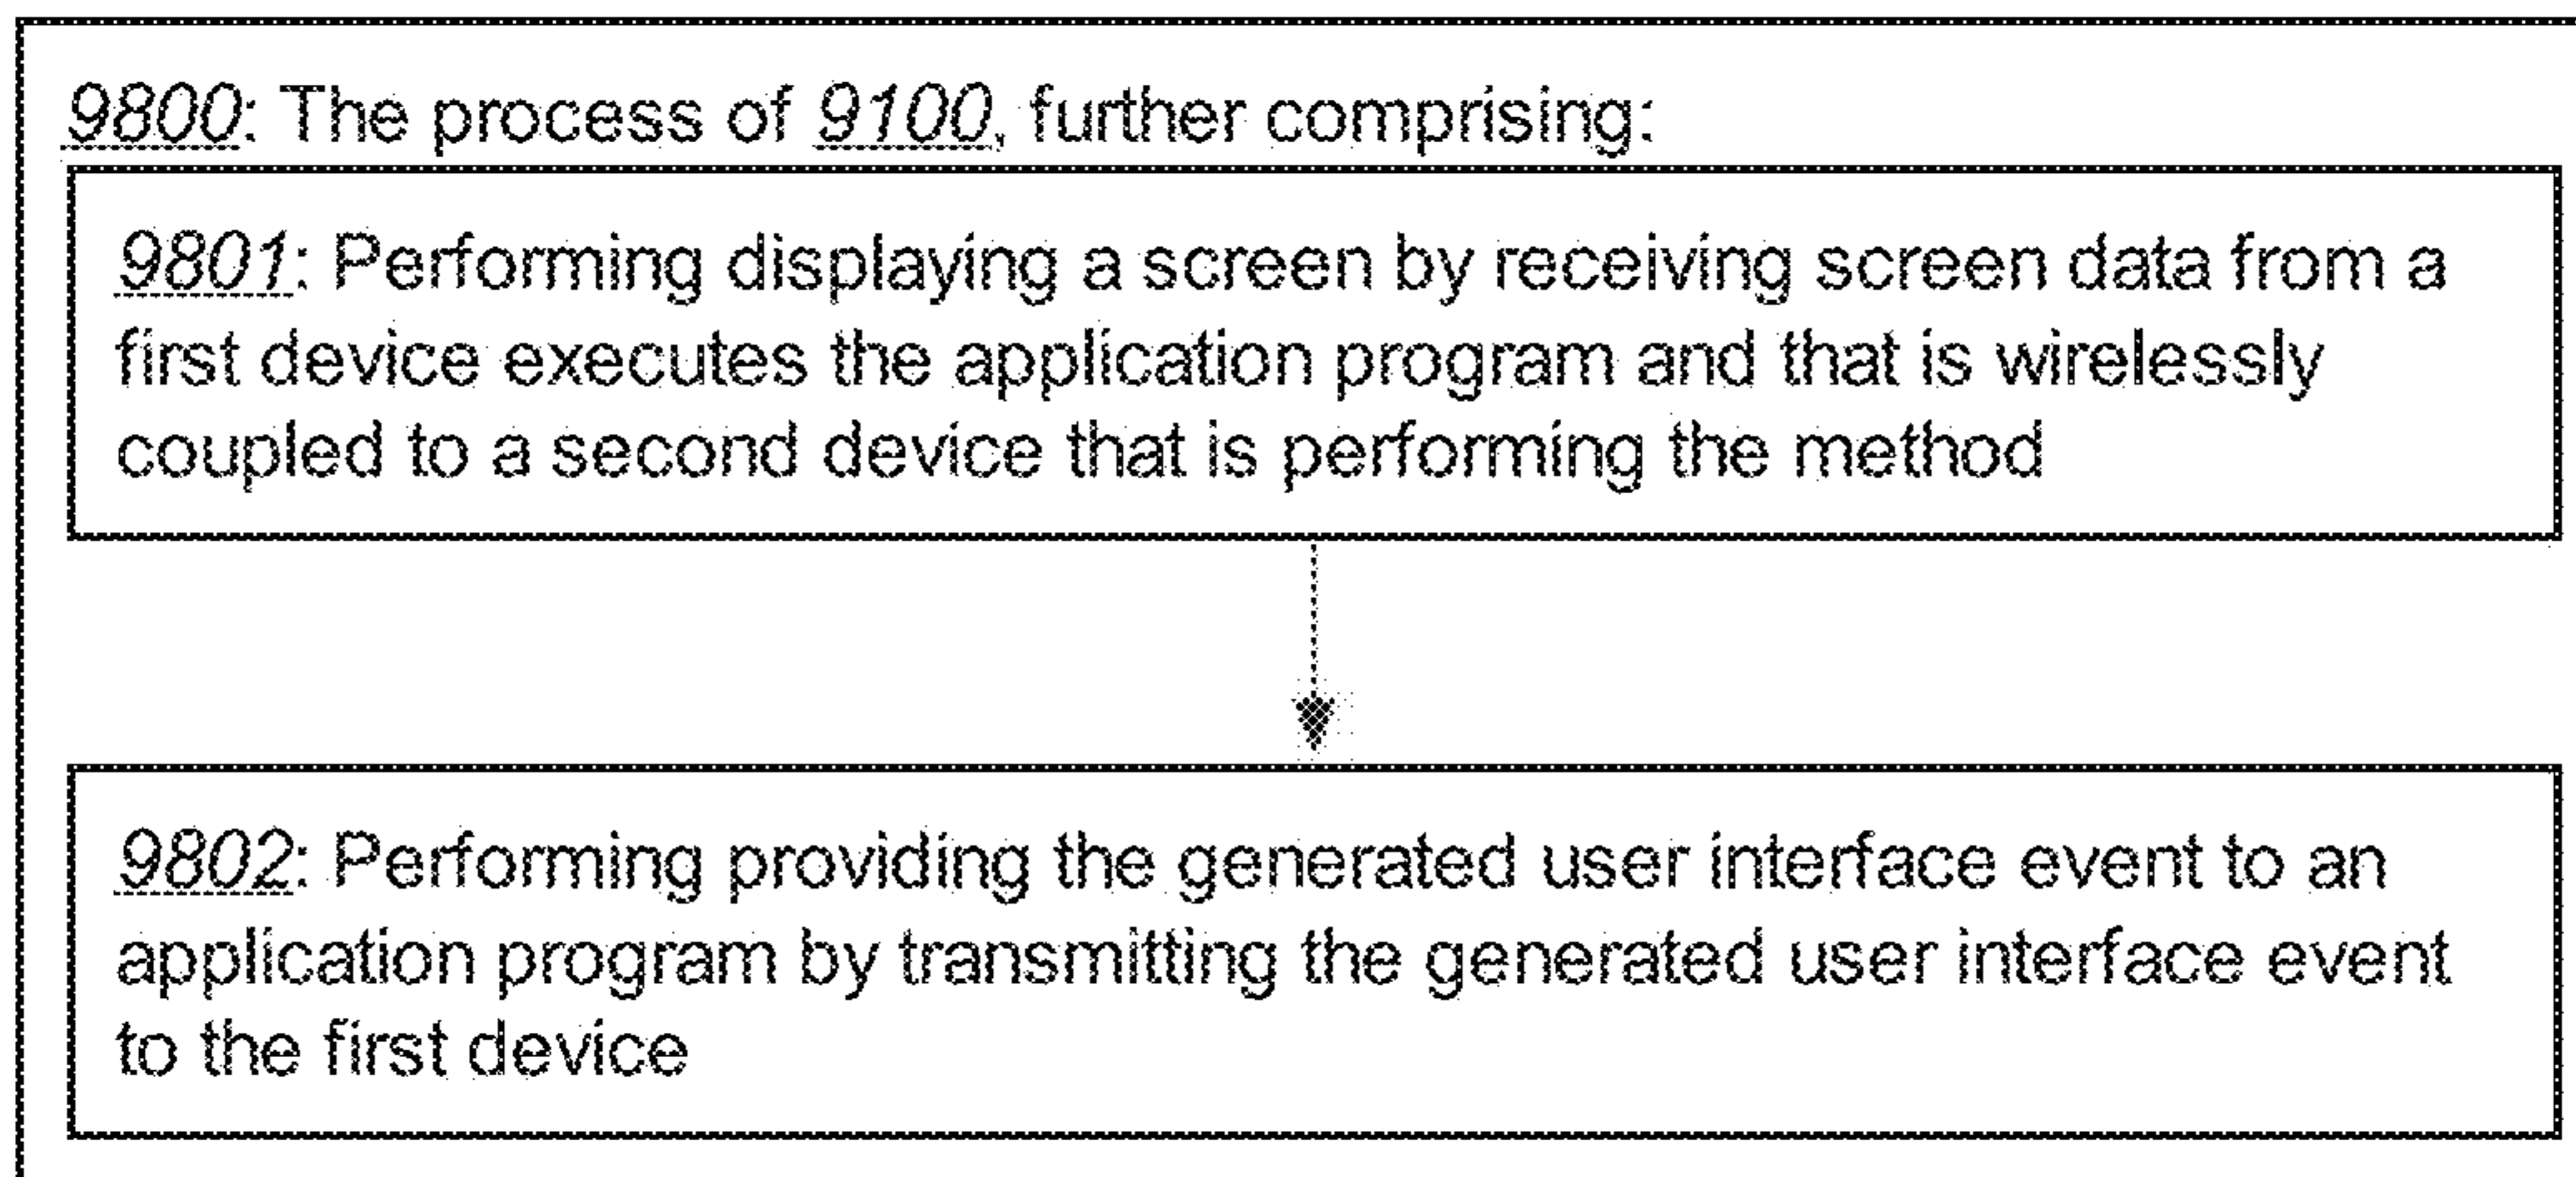 9800: The process of 9100, further comprising:
9801: Performing displaying a screen by receiving screen data from a
first device executes the application program and that is wirelessly
coupled to a second device that is performing the method
9802: Performing providing the generated user interface event to an
application program by transmitting the generated user interface event
to the first device